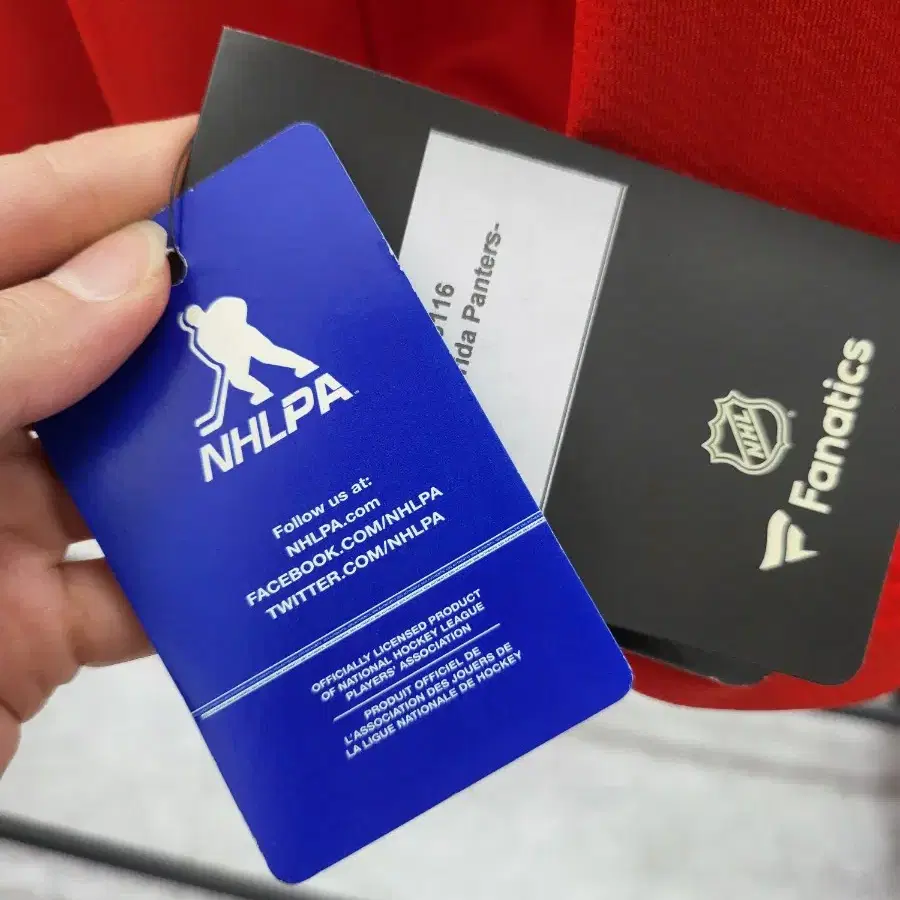 NHLPA
Follow us at:
NHLPA.com
FACEBOOK.COM/NHLPA
TWITTER.COM/NHLPA
OFFICIALLY LICENSED PRODUCT
OF NATIONAL HOCKEY LEAGUE
PLAYERS' ASSOCIATION
PRODUIT OFFICIEL DE
L'ASSOCIATION DES JOUEURS DE
LA LIGUE NATIONALE DE HOCKEY
116
Panters-
NHL
Fanatics